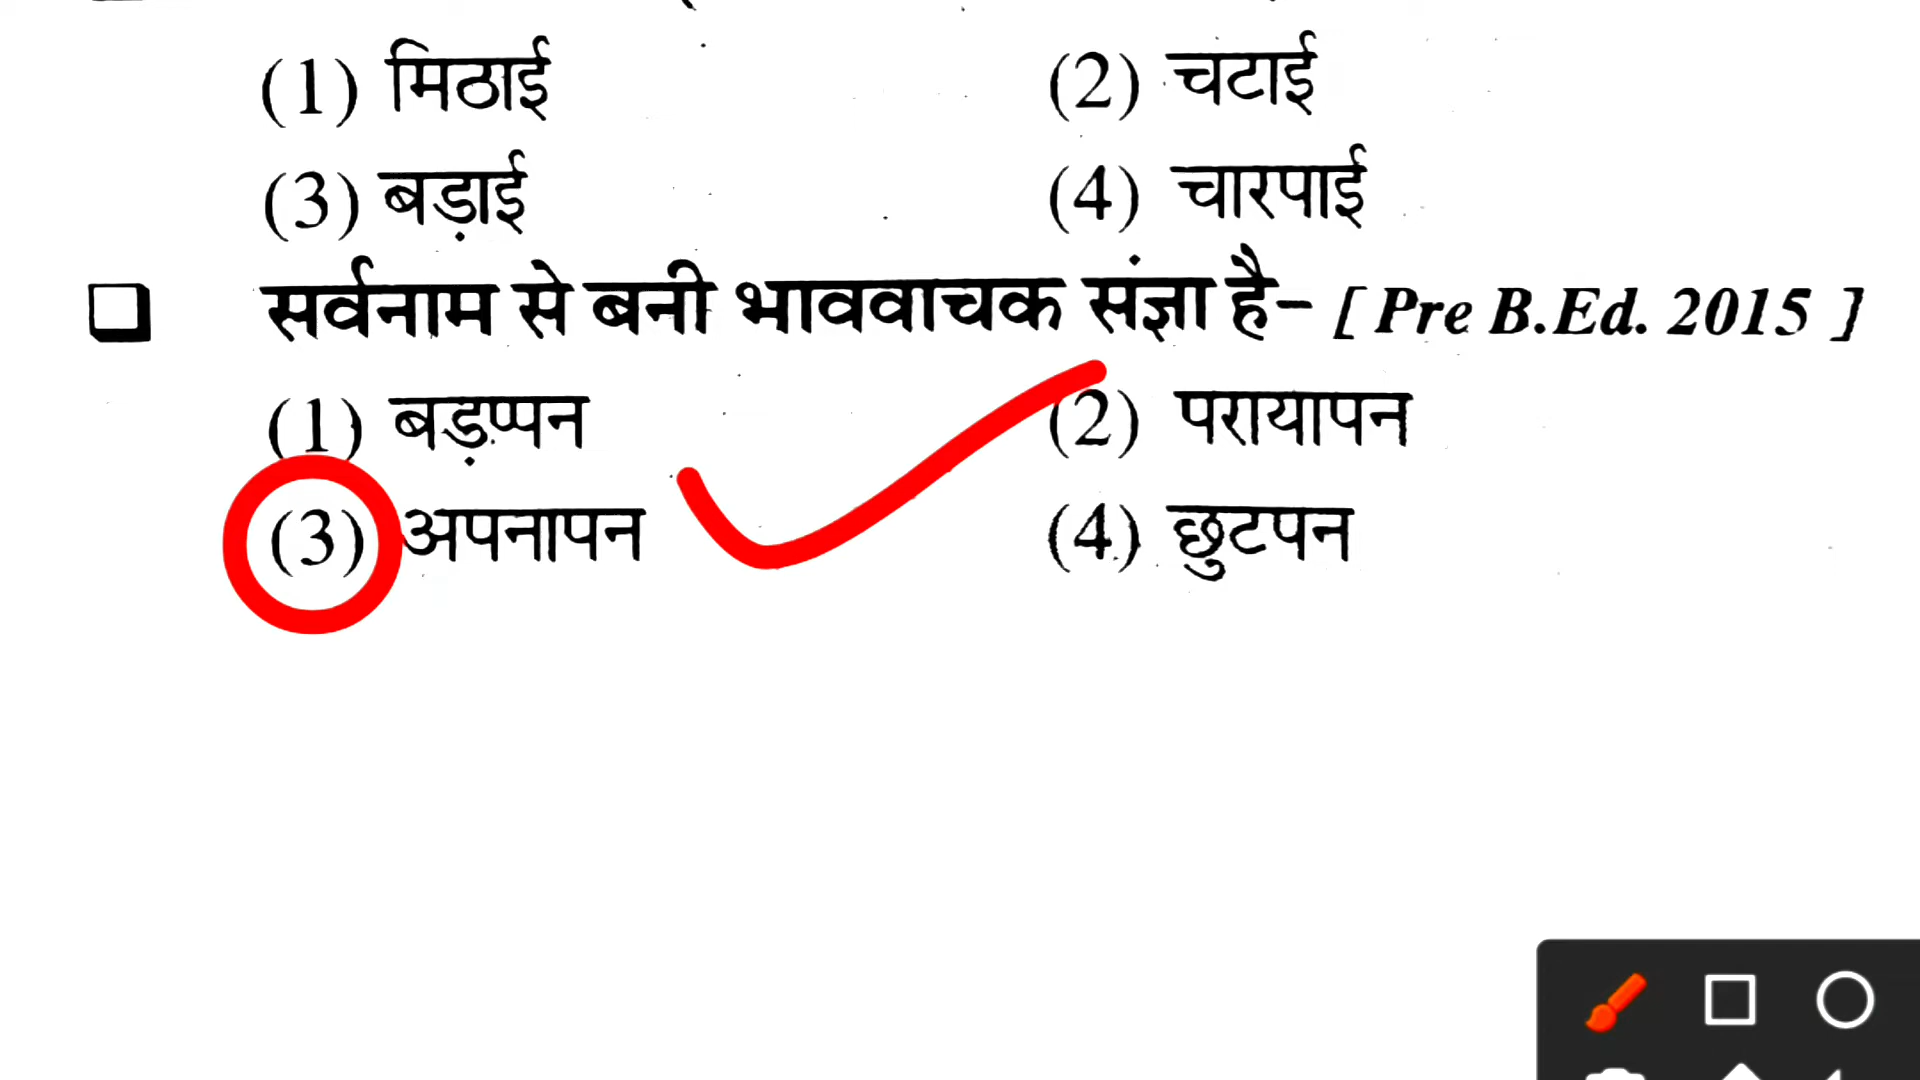 (1) मिठाई (2) चटाई
(3) बड़ाई (4) चारपाई
सर्वनाम से बनी भाववाचक संज्ञा है- [ Pre B.Ed. 2015 ]
(1) बड़प्पन (2) परायापन
(3) अपनापन (4) छुटपन